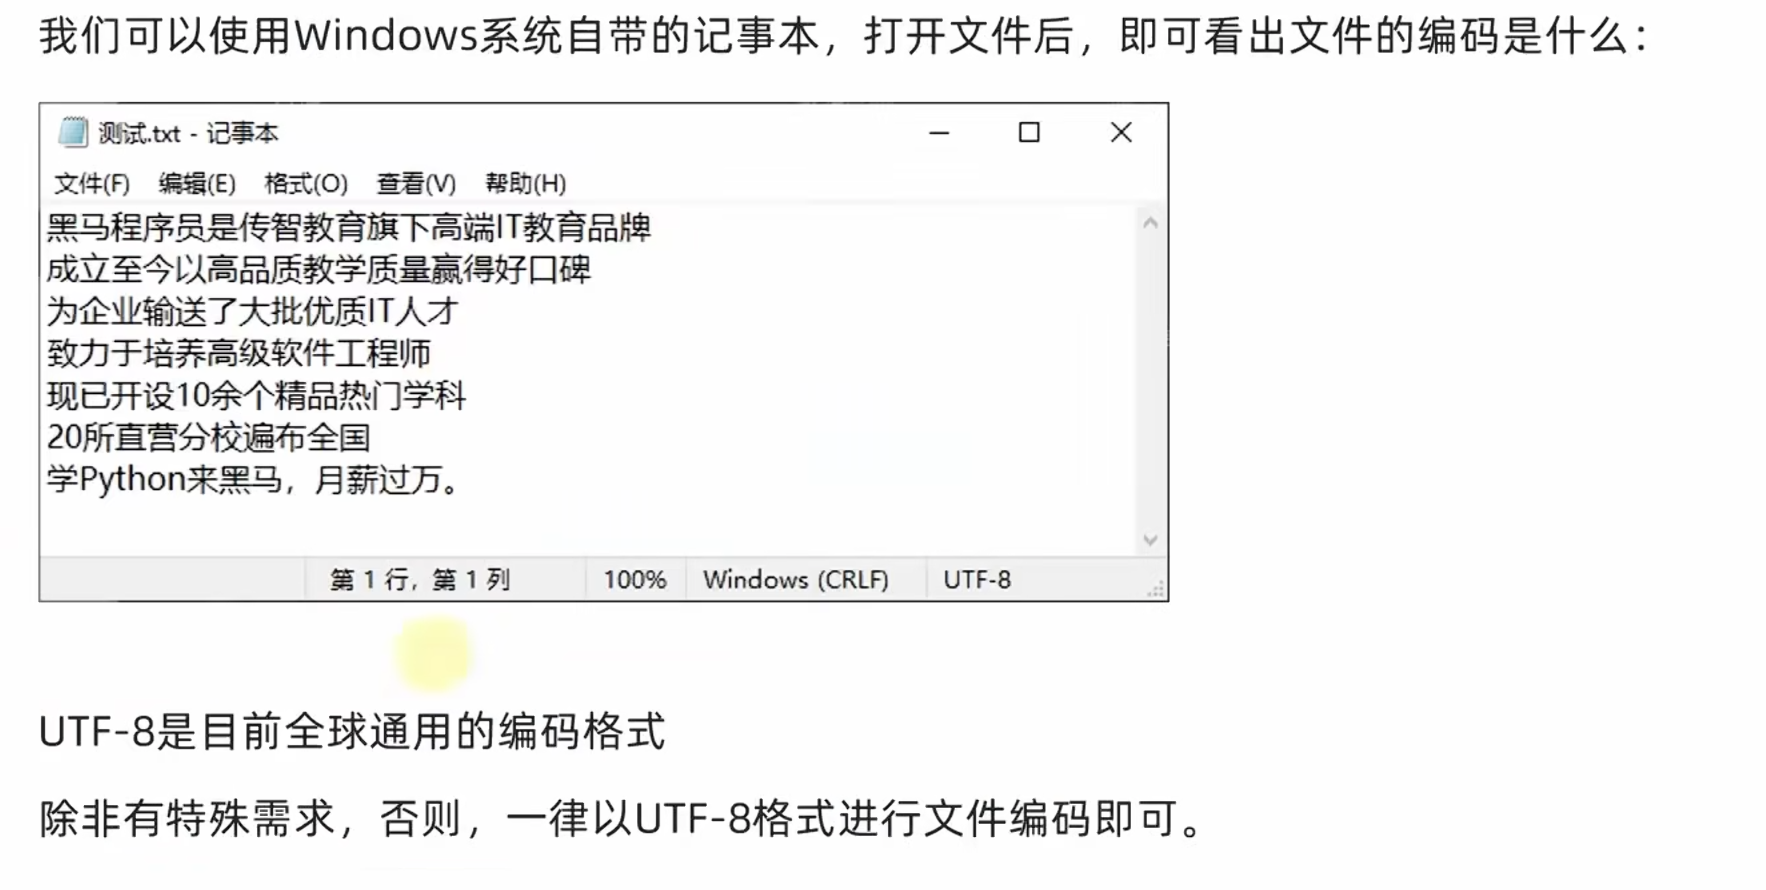 我们可以使用Windows系统自带的记事本，打开文件后，即可看出文件的编码是什么：
测试.txt - 记事本
文件(F) 编辑(E) 格式(O) 查看(V) 帮助(H)
黑马程序员是传智教育旗下高端IT教育品牌
成立至今以高品质教学质量赢得好口碑
为企业输送了大批优质IT人才
致力于培养高级软件工程师
现已开设10余个精品热门学科
20所直营分校遍布全国
学Python来黑马，月薪过万。
第 1 行，第 1 列 100% Windows (CRLF) UTF-8
UTF-8是目前全球通用的编码格式
除非有特殊需求，否则，一律以UTF-8格式进行文件编码即可。